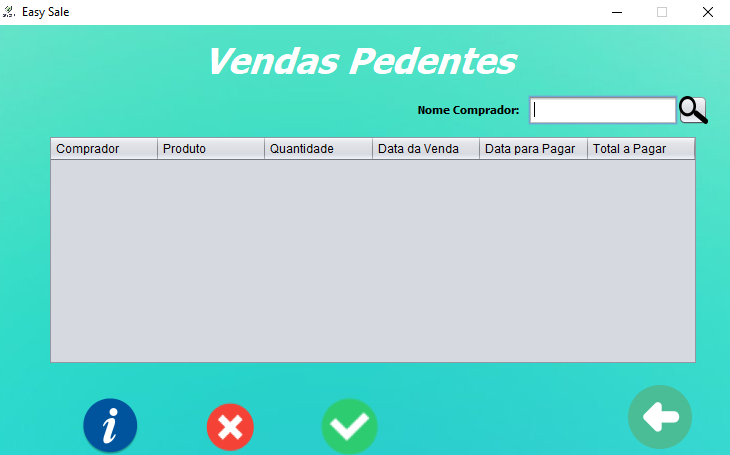 Easy Sale
Vendas Pedentes
Nome Comprador:
Comprador Produto Quantidade Data da Venda Data para Pagar Total a Pagar